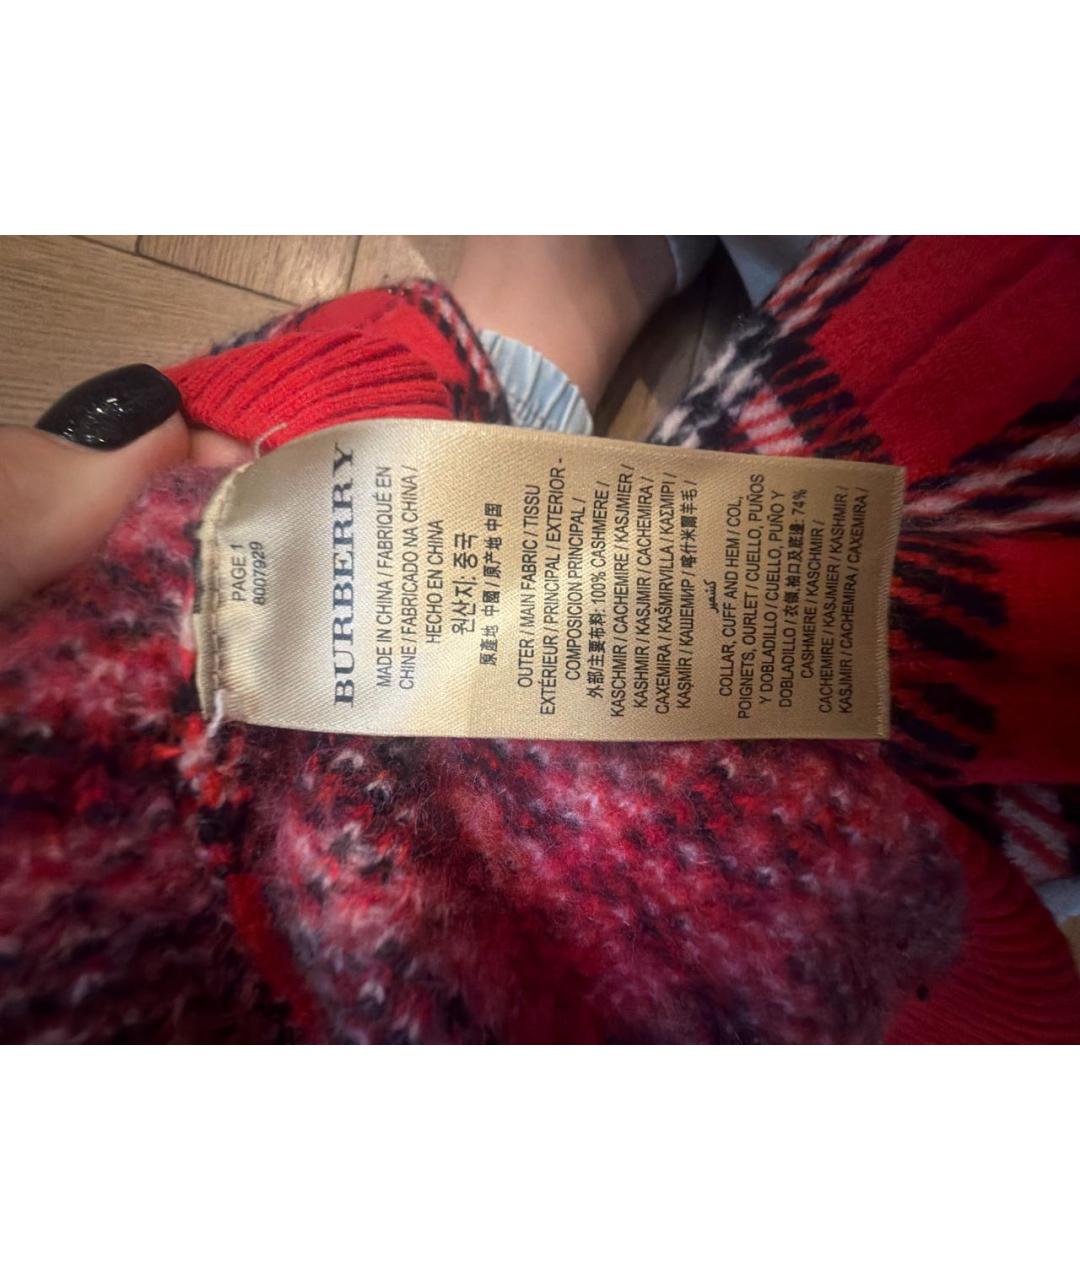 PAGE 1
8007929
BURBERRY
MADE IN CHINA / FABRIQUÉ EN
CHINE / FABRICADO NA CHINA /
HECHO EN CHINA
원산지: 중국
原產地 中國 / 原产地 中国
OUTER / MAIN FABRIC / TISSU
EXTÉRIEUR / PRINCIPAL / EXTERIOR -
COMPOSICION PRINCIPAL /
外部/主要布料: 100% CASHMERE /
KASCHMIR / CACHEMIRE / KASJMIER /
KASHMIR / KASJMIR / CACHEMIRA /
CAXEMIRA / KAŠMIRVILLA / ΚΑΣΜΙΡΙ /
KAŞMİR / КАШЕМИР / 喀什米爾羊毛 /
كشمير
COLLAR, CUFF AND HEM / COL,
POIGNETS, OURLET / CUELLO, PUÑOS
Y DOBLADILLO / CUELLO, PUÑO Y
DOBLADILLO / 衣領,袖口及底邊: 74%
CASHMERE / KASCHMIR /
CACHEMIRE / KASJMIER / KASHMIR /
KASJMIR / CACHEMIRA / CAXEMIRA /